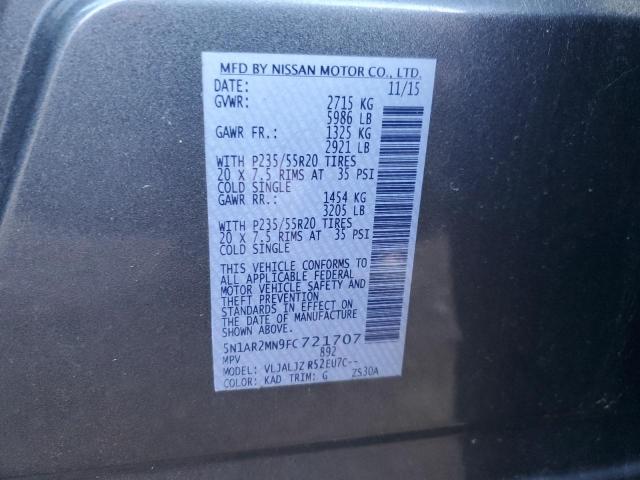 MFD BY NISSAN MOTOR CO., LTD.
DATE: 11/15
GVWR: 2715 KG
5986 LB
GAWR FR.: 1325 KG
2921 LB
WITH P235/55R20 TIRES
20 X 7.5 RIMS AT 35 PSI
COLD SINGLE
GAWR RR.: 1454 KG
3205 LB
WITH P235/55R20 TIRES
20 X 7.5 RIMS AT 35 PSI
COLD SINGLE
THIS VEHICLE CONFORMS TO
ALL APPLICABLE FEDERAL
MOTOR VEHICLE SAFETY AND
THEFT PREVENTION
STANDARDS IN EFFECT ON
THE DATE OF MANUFACTURE
SHOWN ABOVE.
5N1AR2MN9FC721707
MPV 892
MODEL: VLJALJZ R52EU7C--
COLOR: KAD TRIM: G ZS30A